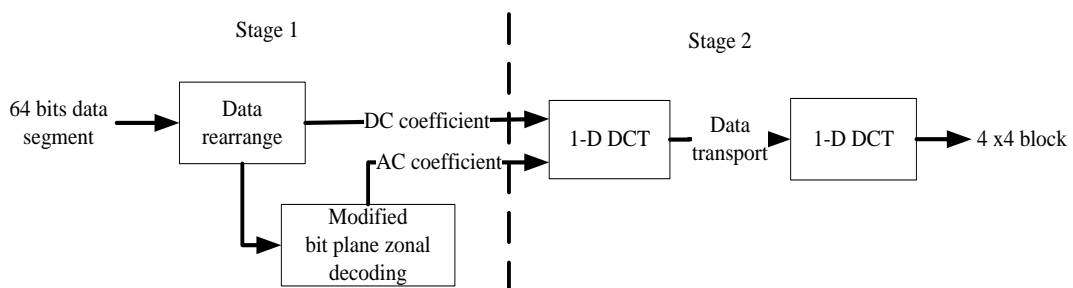 Stage 1
Stage 2
64 bits data
segment
Data
rearrange
DC coefficient
AC coefficient
Modified
bit plane zonal
decoding
1-D DCT
Data
transport
1-D DCT
4 x4 block